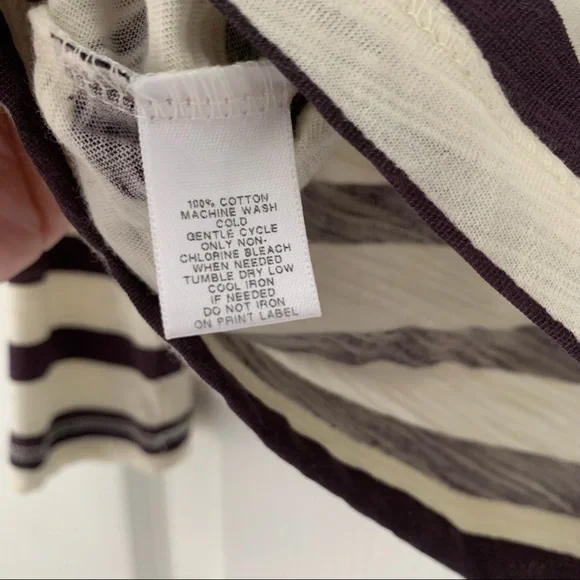 100% COTTON
MACHINE WASH
COLD
GENTLE CYCLE
ONLY NON-
CHLORINE BLEACH
WHEN NEEDED
TUMBLE DRY LOW
COOL IRON
IF NEEDED
DO NOT IRON
ON PRINT LABEL